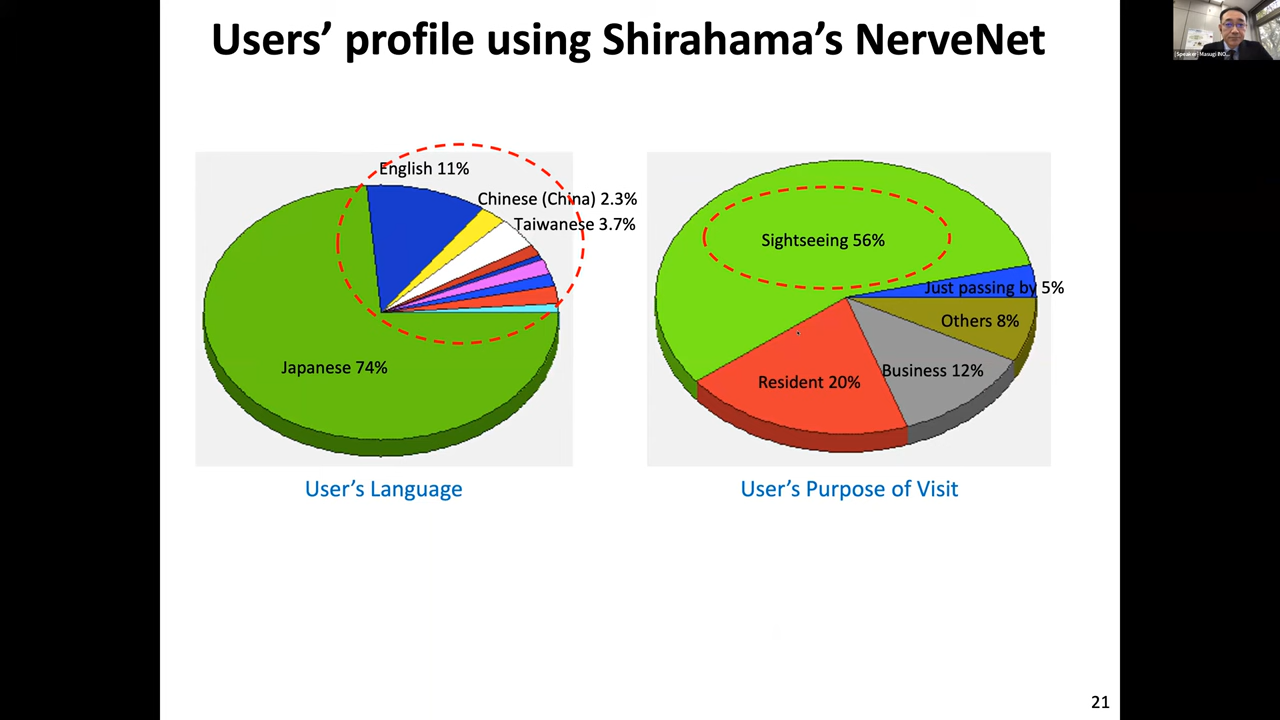 Users’ profile using Shirahama’s NerveNet
English 11%
Chinese (China) 2.3%
Taiwanese 3.7%
Japanese 74%
User’s Language
Sightseeing 56%
Just passing by 5%
Others 8%
Business 12%
Resident 20%
User’s Purpose of Visit
21